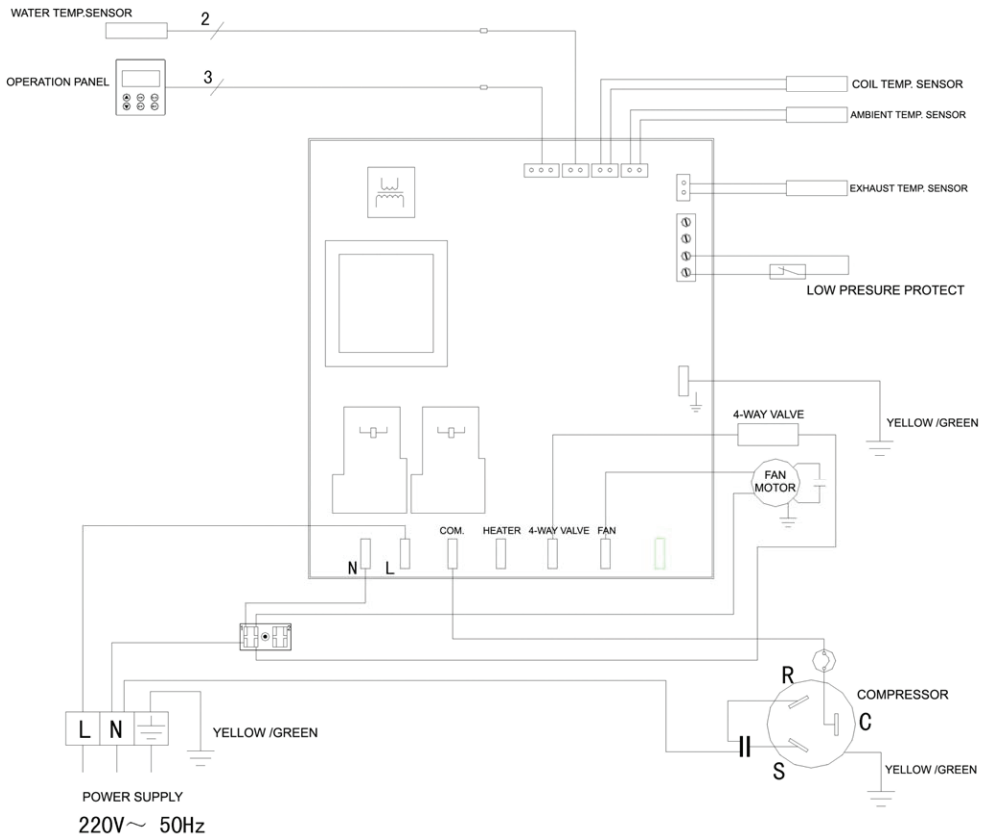 WATER TEMP.SENSOR
2
OPERATION PANEL
3
COIL TEMP. SENSOR
AMBIENT TEMP. SENSOR
EXHAUST TEMP. SENSOR
LOW PRESURE PROTECT
YELLOW /GREEN
4-WAY VALVE
FAN
MOTOR
COM.
HEATER
4-WAY VALVE
FAN
N
L
R
COMPRESSOR
C
S
YELLOW /GREEN
L
N
YELLOW /GREEN
POWER SUPPLY
220V～ 50Hz